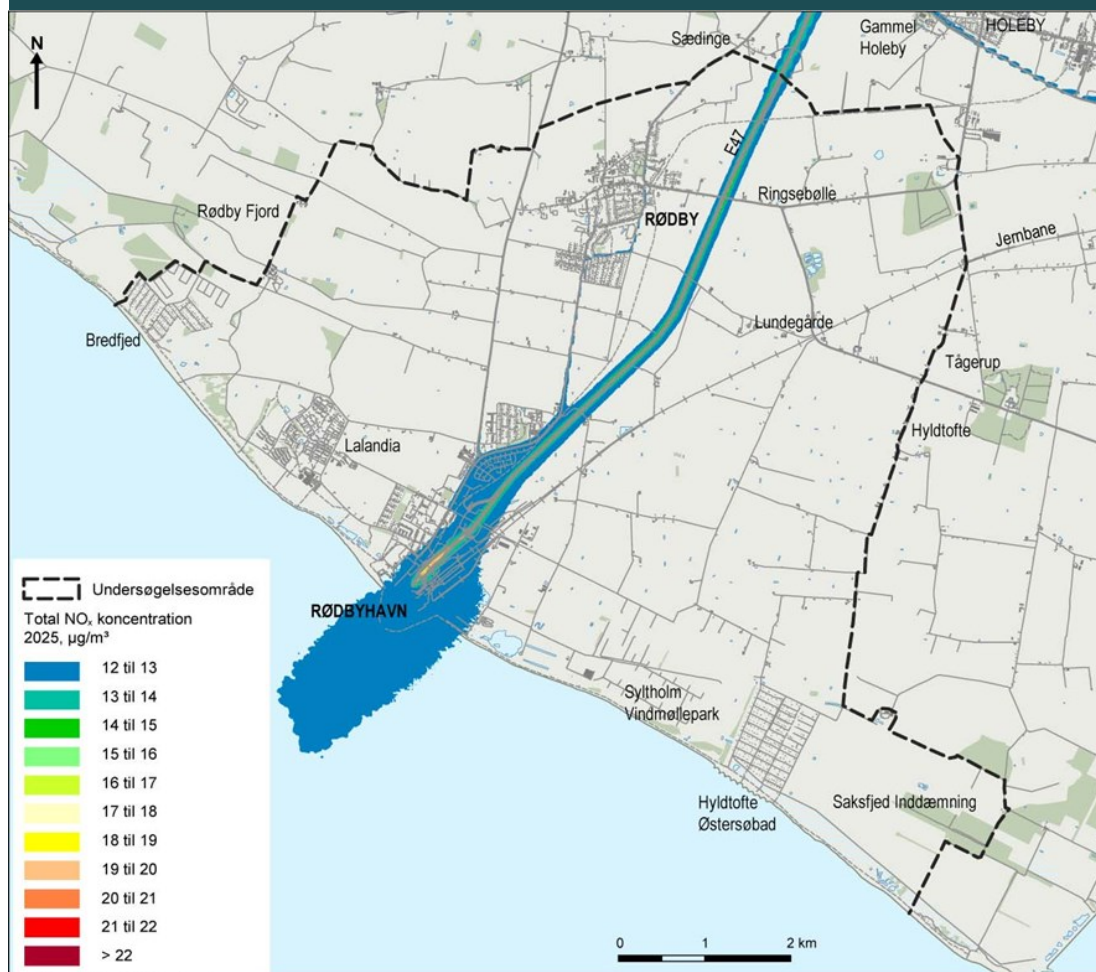 N
Sædinge
Gammel
Holeby
HOLEBY
E47
Rødby Fjord
RØDBY
Ringsebølle
Jernbane
Bredfjed
Lundegårde
Tågerup
Lalandia
Hyldtofte
RØDBYHAVN
Syltholm
Vindmøllepark
Hyldtofte
Østersøbad
Saksfjed Inddæmning
Undersøgelsesområde
Total NOₓ koncentration
2025, µg/m³
12 til 13
13 til 14
14 til 15
15 til 16
16 til 17
17 til 18
18 til 19
19 til 20
20 til 21
21 til 22
> 22
0 1 2 km